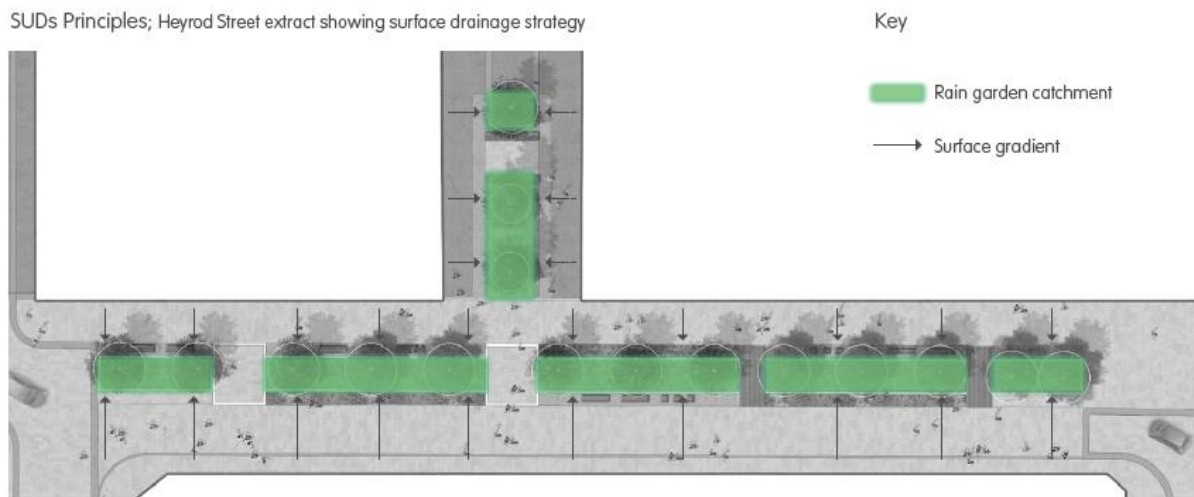 SUDs Principles; Heyrod Street extract showing surface drainage strategy
Key
Rain garden catchment
Surface gradient